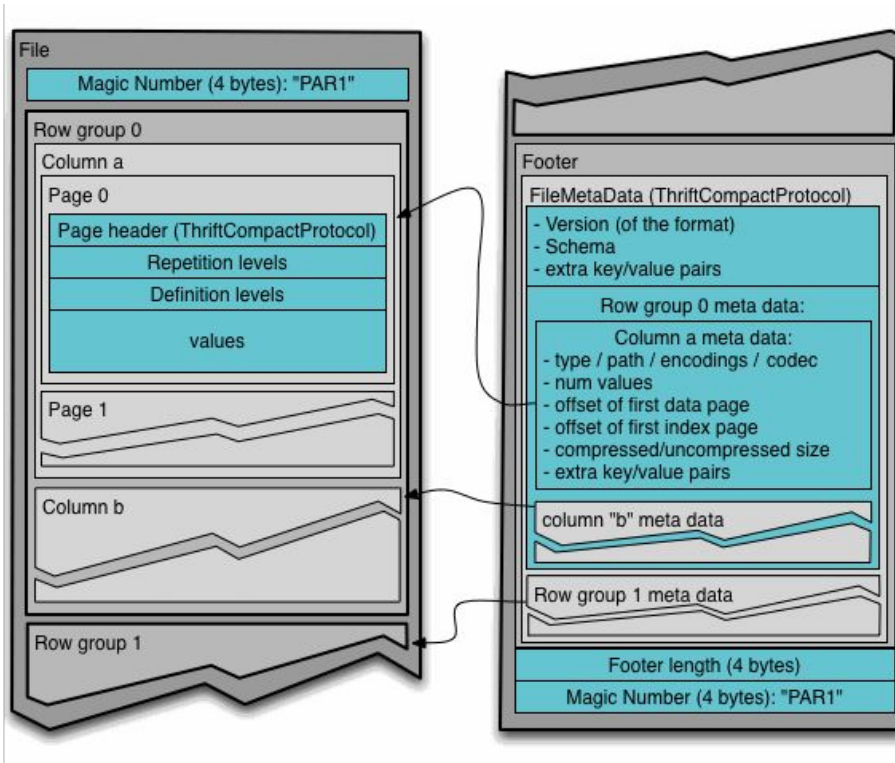 File
Magic Number (4 bytes): "PAR1"
Row group 0
Column a
Page 0
Page header (ThriftCompactProtocol)
Repetition levels
Definition levels
values
Page 1
Column b
Row group 1
Footer
FileMetaData (ThriftCompactProtocol)
- Version (of the format)
- Schema
- extra key/value pairs
Row group 0 meta data:
Column a meta data:
- type / path / encodings / codec
- num values
- offset of first data page
- offset of first index page
- compressed/uncompressed size
- extra key/value pairs
column "b" meta data
Row group 1 meta data
Footer length (4 bytes)
Magic Number (4 bytes): "PAR1"